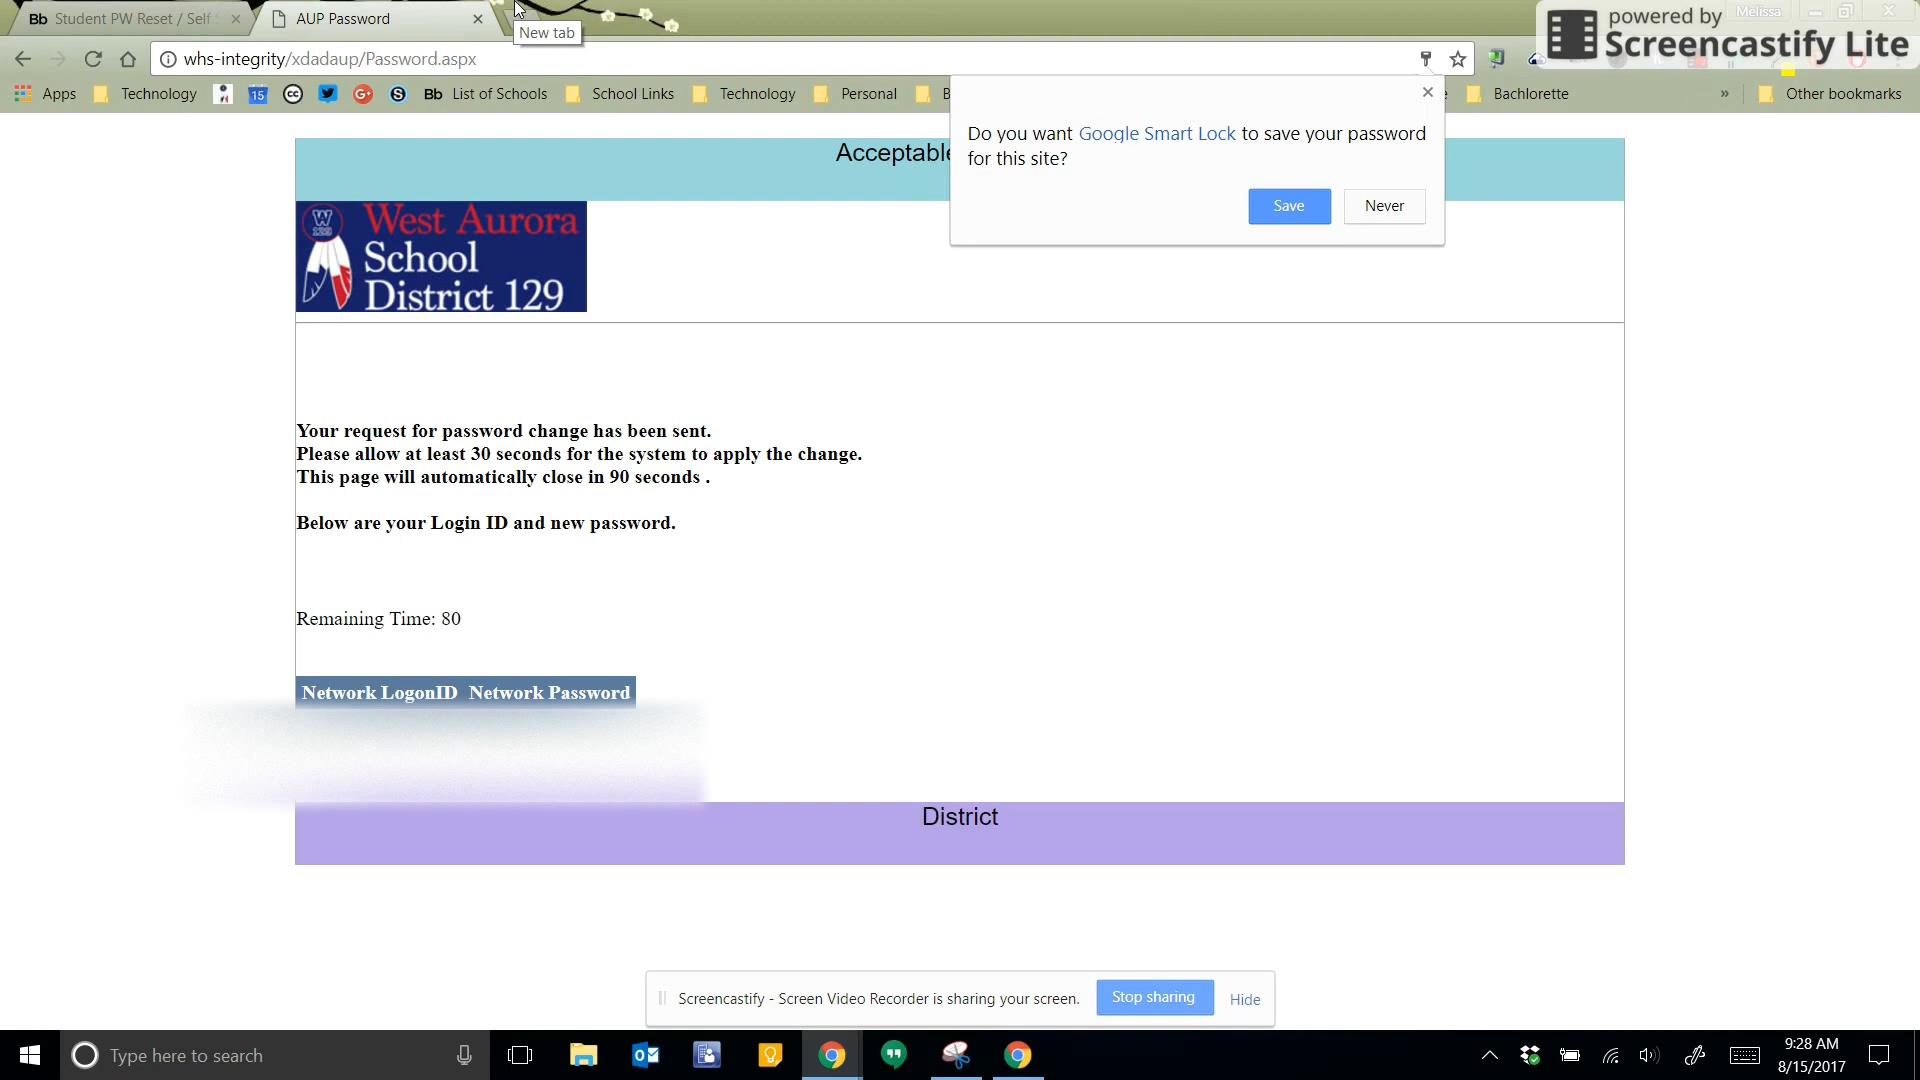 Bb Student PW Reset / Self
AUP Password
New tab
Melissa
powered by
Screencastify Lite
whs-integrity/xdadaup/Password.aspx
Apps
Technology
15
cc
G+
S
Bb List of Schools
School Links
Technology
Personal
B
e
Bachlorette
»
Other bookmarks
Do you want Google Smart Lock to save your password
for this site?
Save
Never
Acceptable
W
129
West Aurora
School
District 129
Your request for password change has been sent.
Please allow at least 30 seconds for the system to apply the change.
This page will automatically close in 90 seconds .
Below are your Login ID and new password.
Remaining Time: 80
Network LogonID Network Password
District
Screencastify - Screen Video Recorder is sharing your screen.
Stop sharing
Hide
Type here to search
9:28 AM
8/15/2017